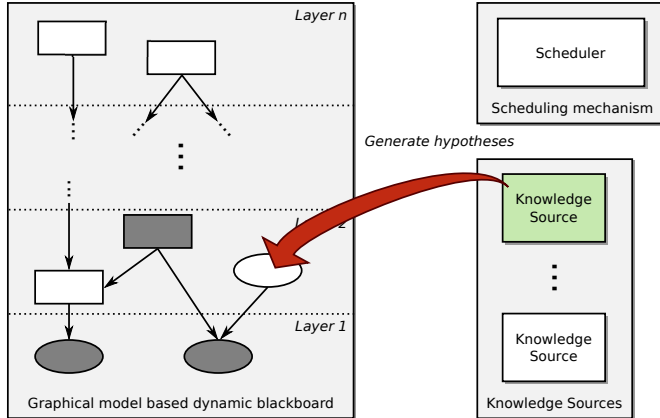 Layer n
Scheduler
Scheduling mechanism
Generate hypotheses
Knowledge
Source
2
Layer 1
Knowledge
Source
Graphical model based dynamic blackboard
Knowledge Sources